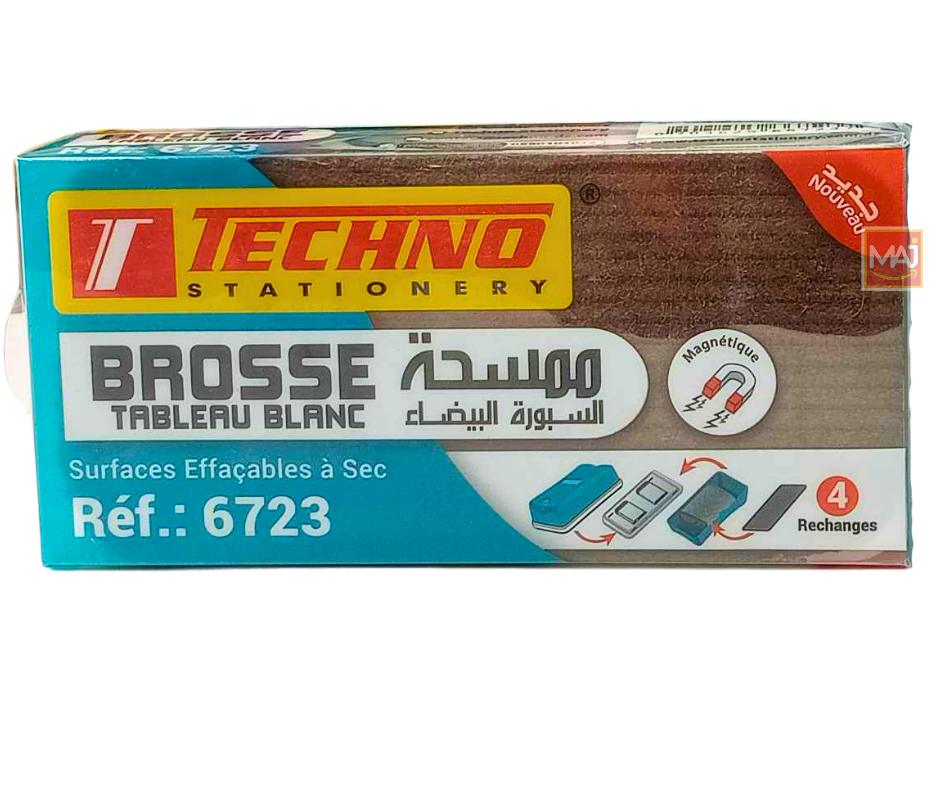 BROSSE
Réf.: 6723
جديد
Nouveau
MAJ
T TECHNO ®
STATIONERY
BROSSE ممسحة
TABLEAU BLANC السبورة البيضاء
Magnétique
Surfaces Effaçables à Sec
Réf.: 6723
4
Rechanges